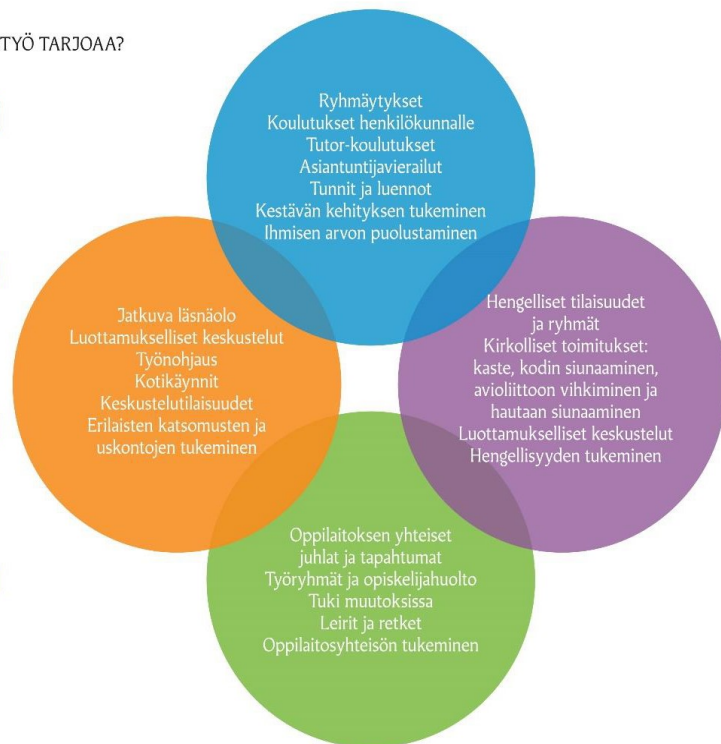 TYÖ TARJOAA?
Ryhmäytykset
Koulutukset henkilökunnalle
Tutor-koulutukset
Asiantuntijavierailut
Tunnit ja luennot
Kestävän kehityksen tukeminen
Ihmisen arvon puolustaminen
Jatkuva läsnäolo
Luottamukselliset keskustelut
Työnohjaus
Kotikäynnit
Keskustelutilaisuudet
Erilaisten katsomusten ja
uskontojen tukeminen
Hengelliset tilaisuudet
ja ryhmät
Kirkolliset toimitukset:
kaste, kodin siunaaminen,
avioliittoon vihkiminen ja
hautaan siunaaminen
Luottamukselliset keskustelut
Hengellisyyden tukeminen
Oppilaitoksen yhteiset
juhlat ja tapahtumat
Työryhmät ja opiskelijahuolto
Tuki muutoksissa
Leirit ja retket
Oppilaitosyhteisön tukeminen